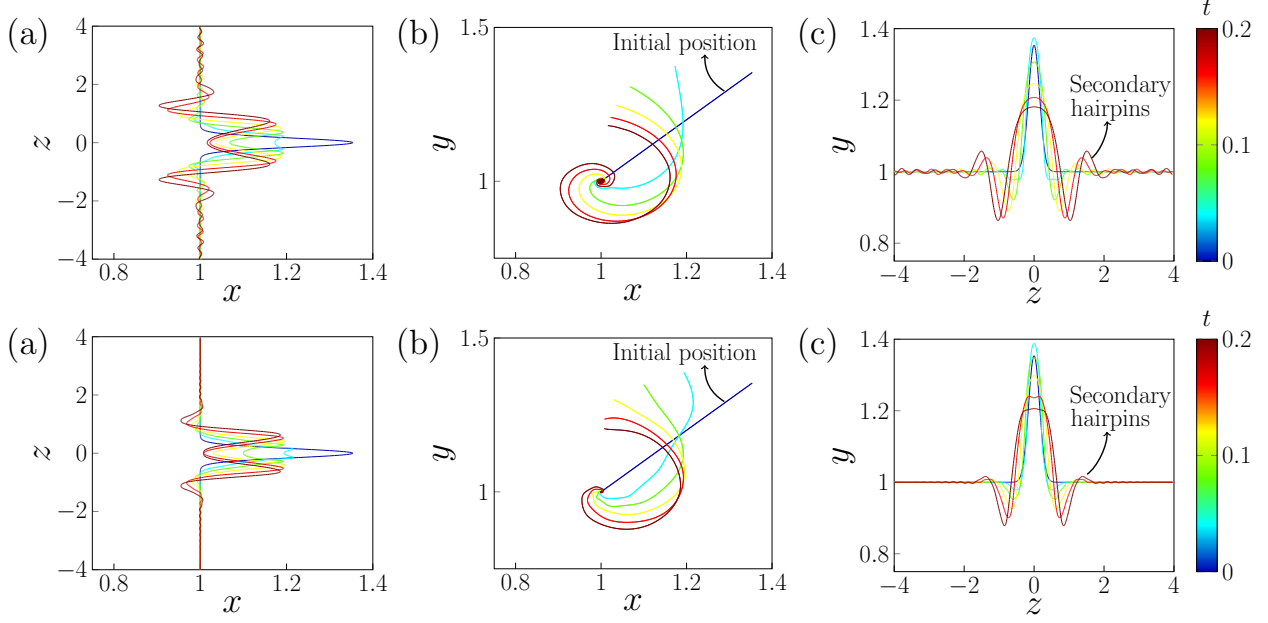 (a)
4
2
0
−2
−4
z
0.8 1 1.2 1.4
x
(b)
1.5
1
y
Initial position
0.8 1 1.2 1.4
x
(c)
1.4
1.2
1
0.8
y
Secondary
hairpins
−4 −2 0 2 4
z
t
0.2
0.1
0
(a)
4
2
0
−2
−4
z
0.8 1 1.2 1.4
x
(b)
1.5
1
y
Initial position
0.8 1 1.2 1.4
x
(c)
1.4
1.2
1
0.8
y
Secondary
hairpins
−4 −2 0 2 4
z
t
0.2
0.1
0